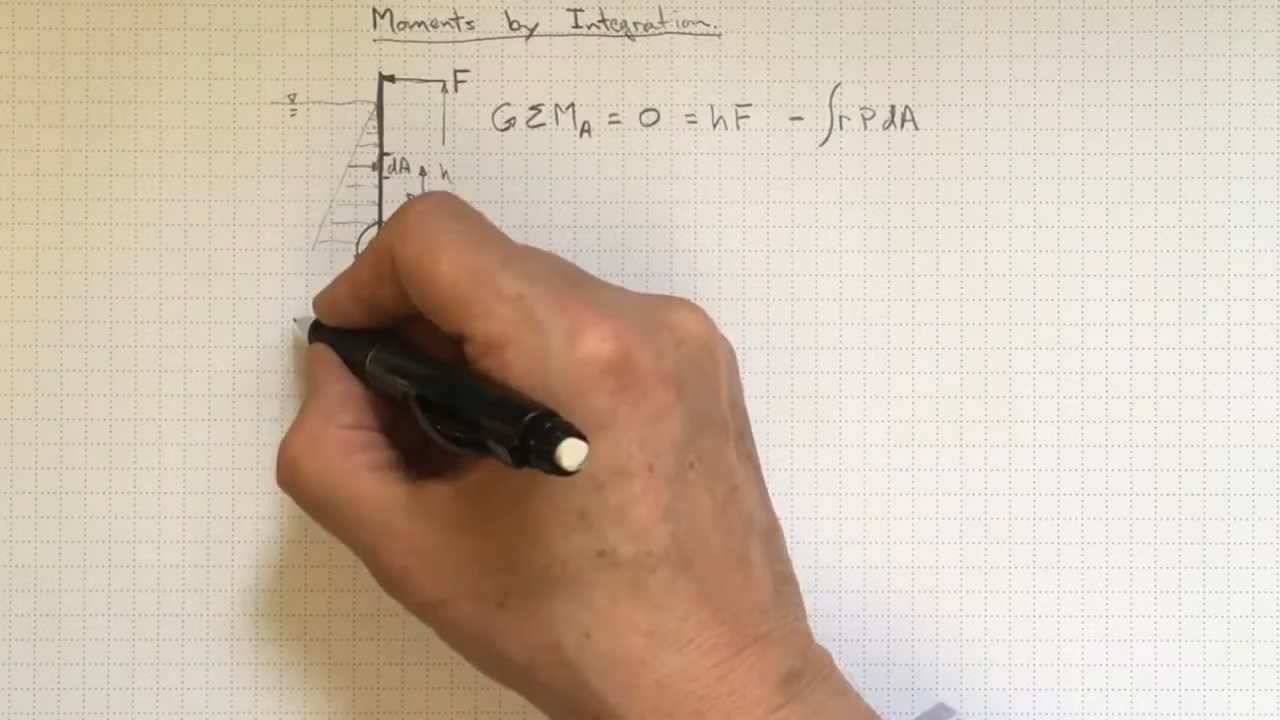 Moments by Integration.
F
G ΣM_A = 0 = hF - ∫r P dA
dA h